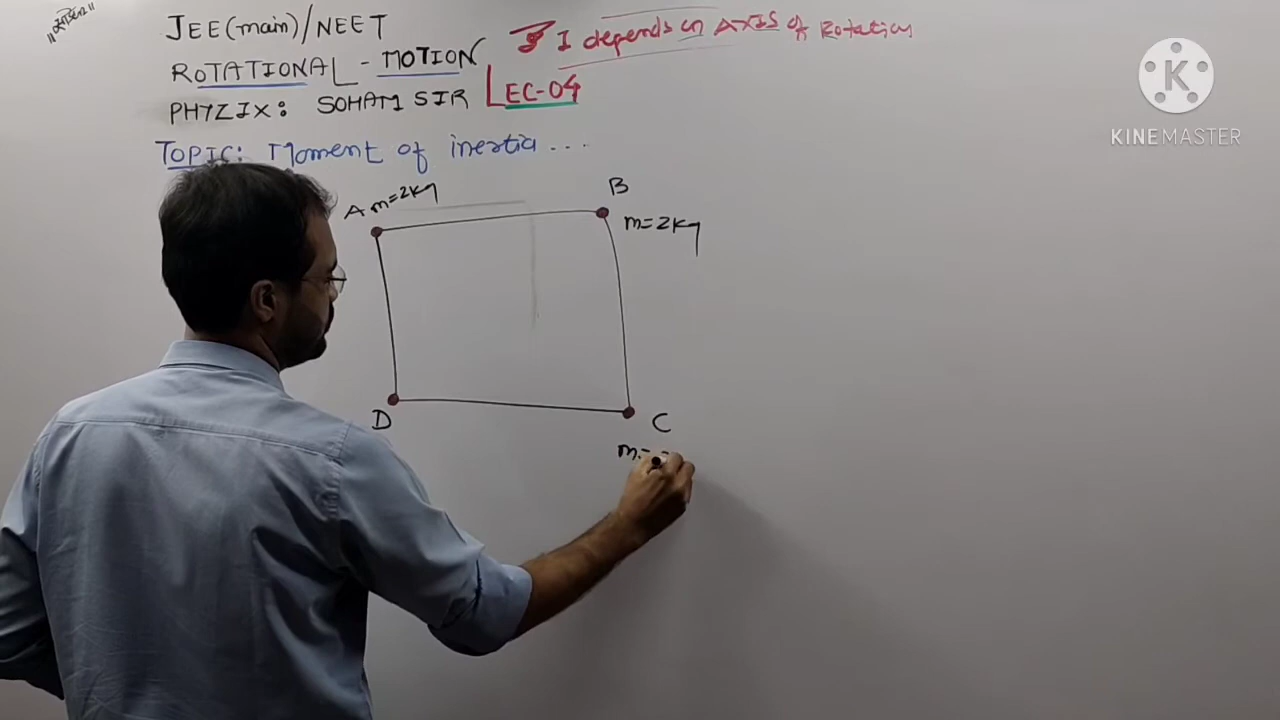 JEE(main)/NEET
I depends on AXIS of Rotation
ROTATIONAL - MOTION
LEC-04
PHYZIX: SOHAM SIR
TOPIC: Moment of inertia ...
A m=2kg
B
m=2kg
D
C
m=
K
KINEMASTER